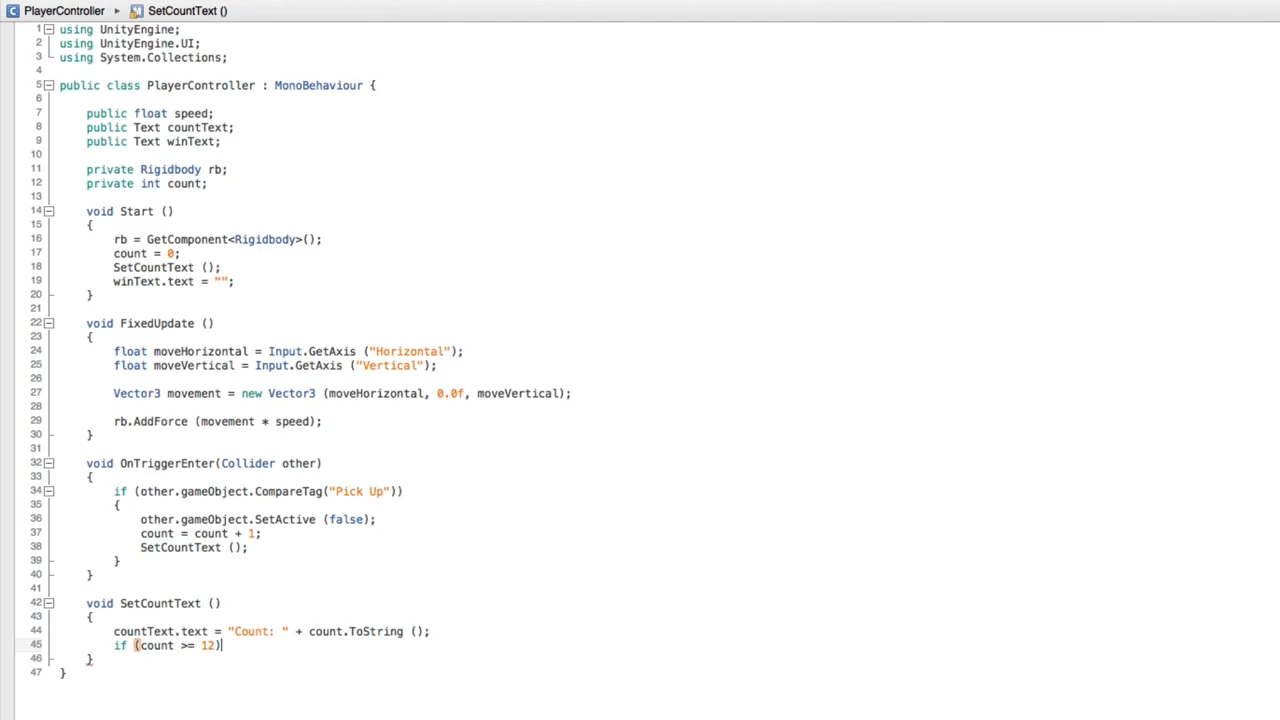 PlayerController ▸ SetCountText ()
1 using UnityEngine;
2 using UnityEngine.UI;
3 using System.Collections;
4
5 public class PlayerController : MonoBehaviour {
6
7 public float speed;
8 public Text countText;
9 public Text winText;
10
11 private Rigidbody rb;
12 private int count;
13
14 void Start ()
15 {
16 rb = GetComponent<Rigidbody>();
17 count = 0;
18 SetCountText ();
19 winText.text = "";
20 }
21
22 void FixedUpdate ()
23 {
24 float moveHorizontal = Input.GetAxis ("Horizontal");
25 float moveVertical = Input.GetAxis ("Vertical");
26
27 Vector3 movement = new Vector3 (moveHorizontal, 0.0f, moveVertical);
28
29 rb.AddForce (movement * speed);
30 }
31
32 void OnTriggerEnter(Collider other)
33 {
34 if (other.gameObject.CompareTag("Pick Up"))
35 {
36 other.gameObject.SetActive (false);
37 count = count + 1;
38 SetCountText ();
39 }
40 }
41
42 void SetCountText ()
43 {
44 countText.text = "Count: " + count.ToString ();
45 if (count >= 12)
46 }
47 }